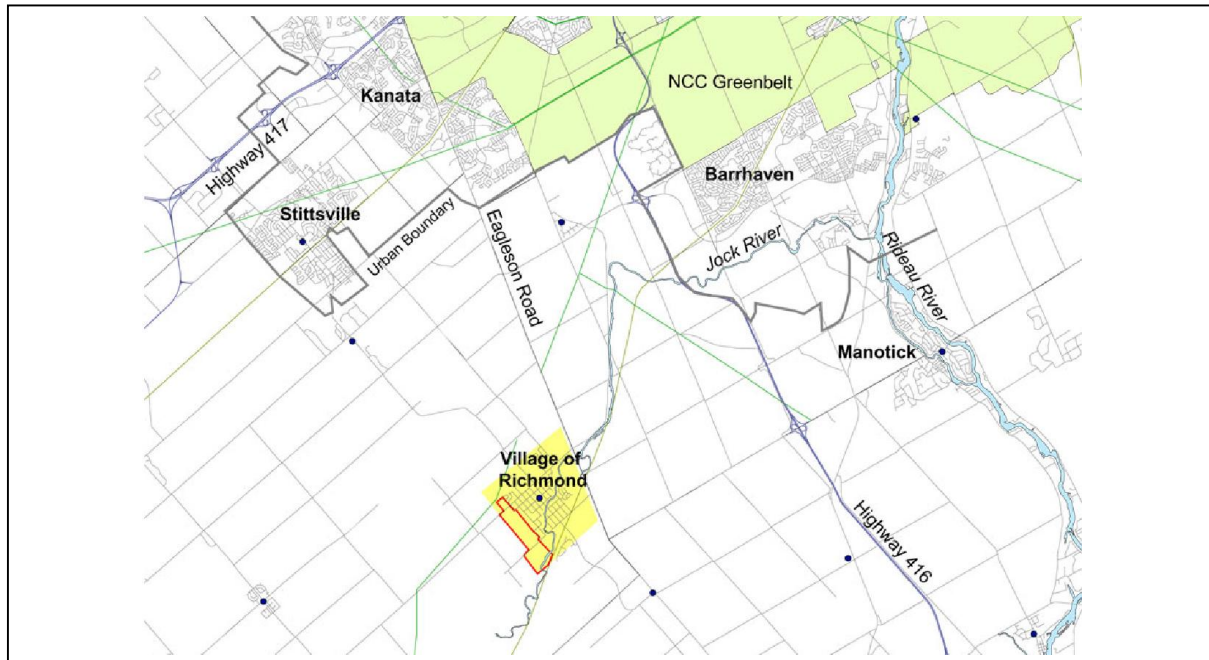 NCC Greenbelt
Kanata
Highway 417
Barrhaven
Stittsville
Urban Boundary
Eagleson Road
Jock River
Rideau River
Manotick
Village of
Richmond
Highway 416